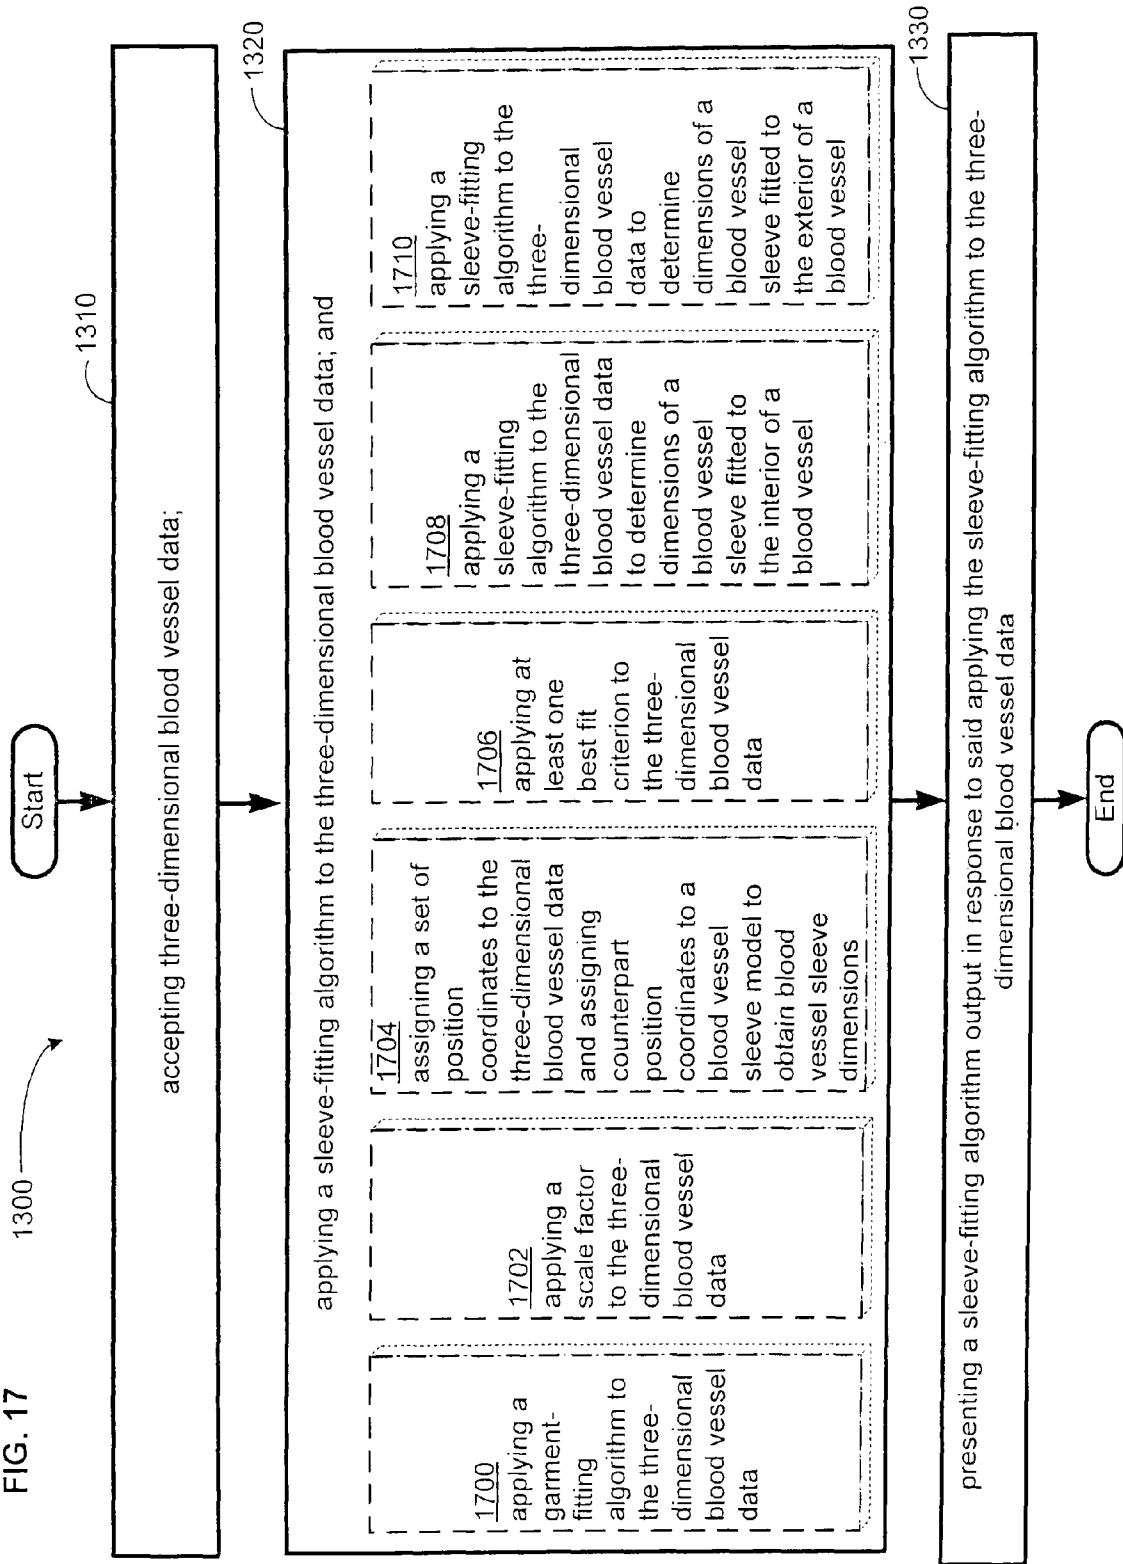 FIG. 17
1300
Start
1310
accepting three-dimensional blood vessel data;
1320
applying a sleeve-fitting algorithm to the three-dimensional blood vessel data; and
1700
applying a
garment-
fitting
algorithm to
the three-
dimensional
blood vessel
data
1702
applying a
scale factor
to the three-
dimensional
blood vessel
data
1704
assigning a set of
position
coordinates to the
three-dimensional
blood vessel data
and assigning
counterpart
position
coordinates to a
blood vessel
sleeve model to
obtain blood
vessel sleeve
dimensions
1706
applying at
least one
best fit
criterion to
the three-
dimensional
blood vessel
data
1708
applying a
sleeve-fitting
algorithm to the
three-dimensional
blood vessel data
to determine
dimensions of a
blood vessel
sleeve fitted to
the interior of a
blood vessel
1710
applying a
sleeve-fitting
algorithm to the
three-
dimensional
blood vessel
data to
determine
dimensions of a
blood vessel
sleeve fitted to
the exterior of a
blood vessel
1330
presenting a sleeve-fitting algorithm output in response to said applying the sleeve-fitting algorithm to the three-
dimensional blood vessel data
End